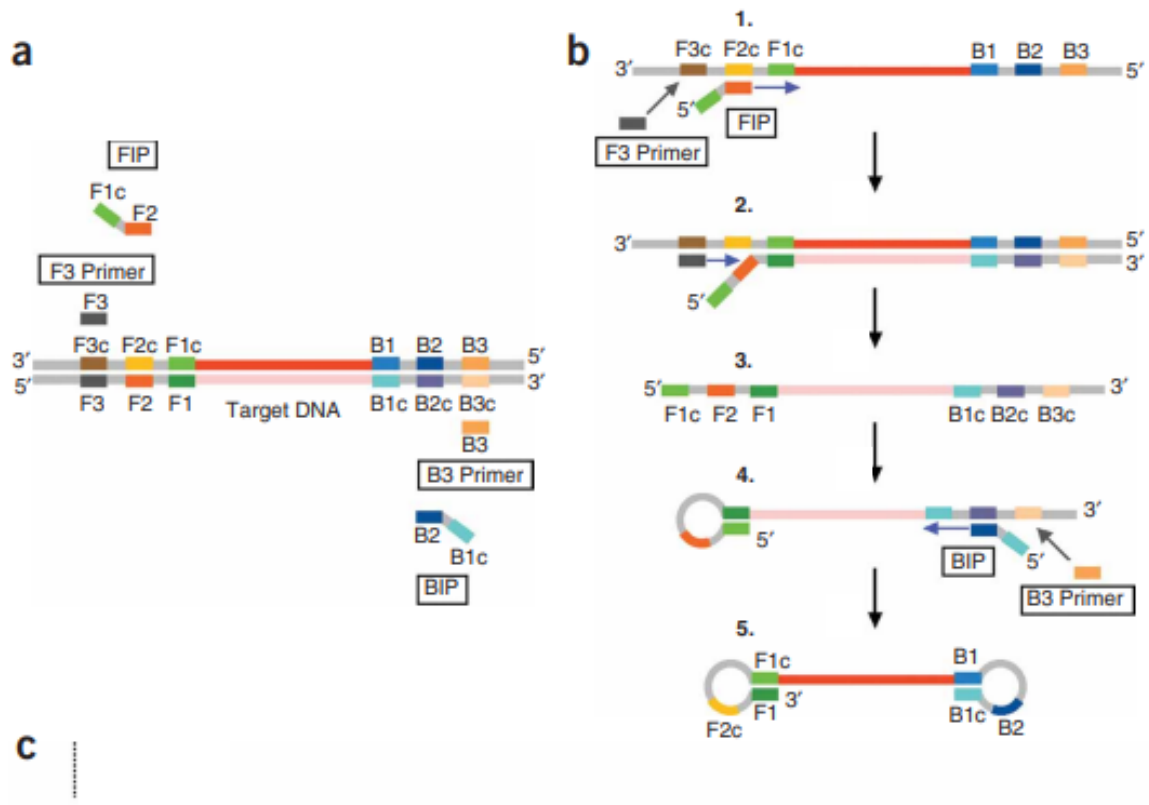 a
FIP
F1c
F2
F3 Primer
F3
F3c F2c F1c B1 B2 B3
3′ 5′
5′ 3′
F3 F2 F1 Target DNA B1c B2c B3c
B3
B3 Primer
B2
B1c
BIP
b
1.
F3c F2c F1c B1 B2 B3
3′ 5′
5′
FIP
F3 Primer
2.
3′ 5′
3′
5′
3.
5′ 3′
F1c F2 F1 B1c B2c B3c
4.
3′
5′
BIP 5′
B3 Primer
5.
F1c B1
3′
F2c F1 B1c B2
c